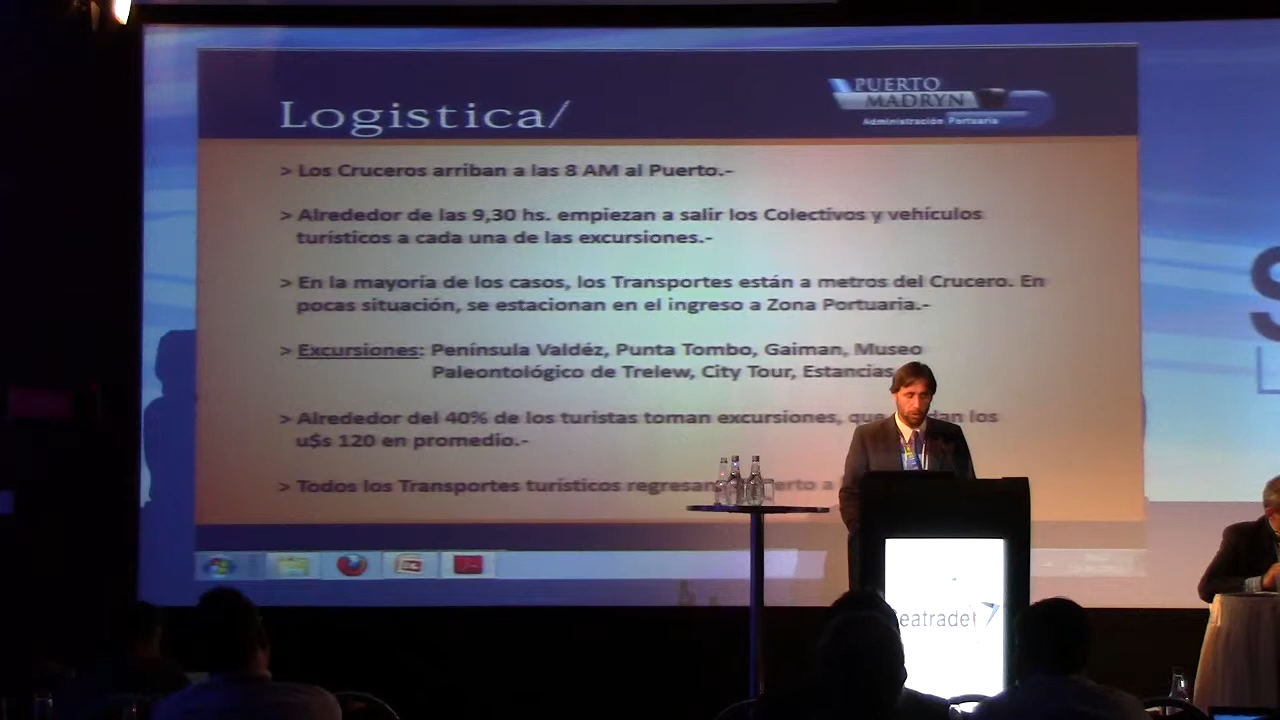 PUERTO
MADRYN
Administración Portuaria
Logistica/
> Los Cruceros arriban a las 8 AM al Puerto.-
> Alrededor de las 9,30 hs. empiezan a salir los Colectivos y vehículos
turísticos a cada una de las excursiones.-
> En la mayoría de los casos, los Transportes están a metros del Crucero. En
pocas situación, se estacionan en el ingreso a Zona Portuaria.-
> Excursiones: Península Valdéz, Punta Tombo, Gaiman, Museo
Paleontológico de Trelew, City Tour, Estancias
> Alrededor del 40% de los turistas toman excursiones, los
u$s 120 en promedio.-
> Todos los Transportes turísticos regresan a
eatrade